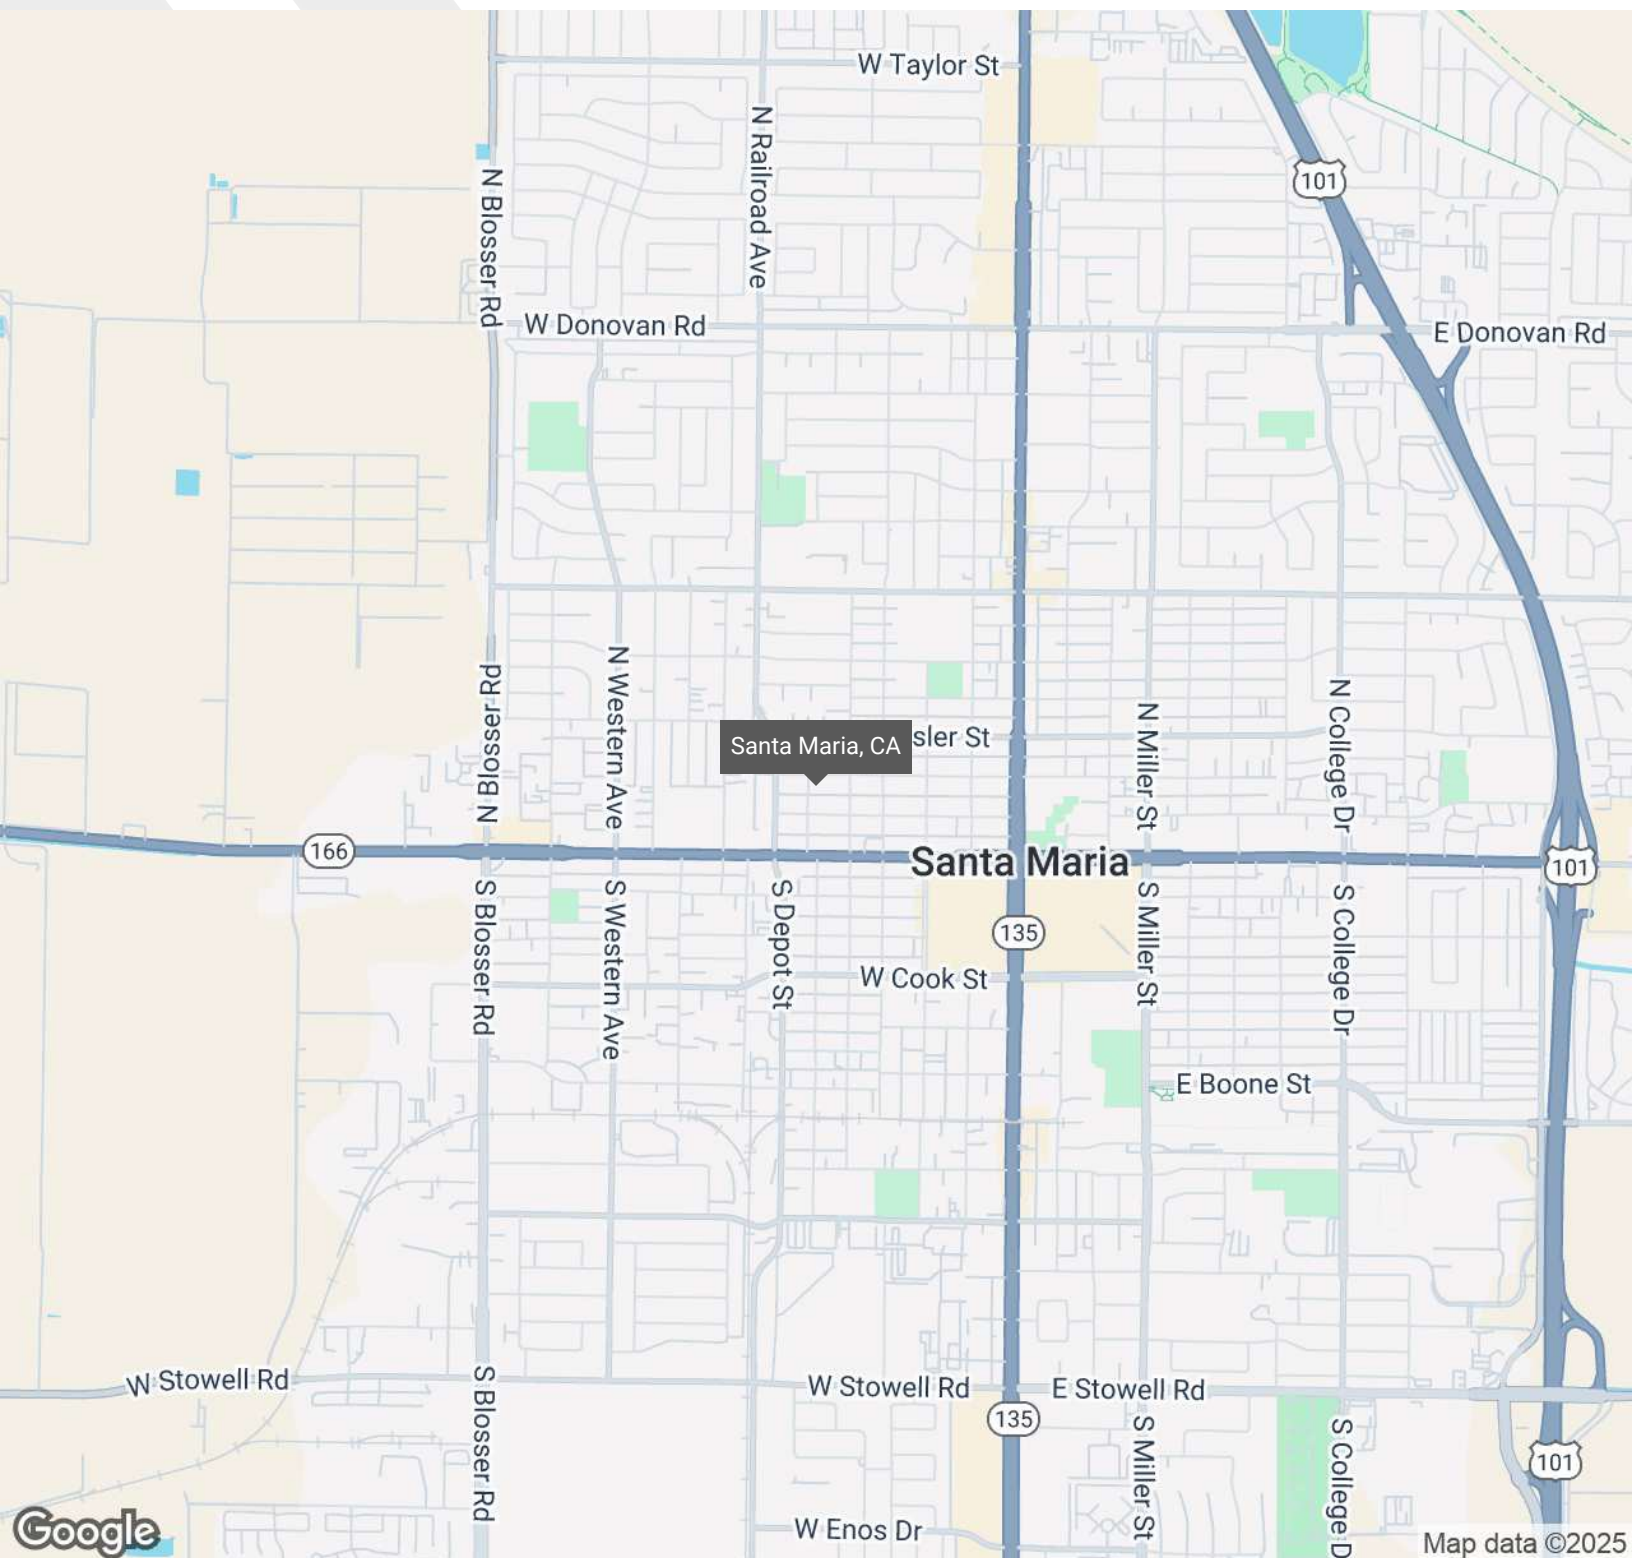 W Taylor St
N Railroad Ave
101
N Blosser Rd
W Donovan Rd
E Donovan Rd
N Blosser Rd
N Western Ave
N Miller St
N College Dr
Santa Maria, CA
sler St
166
Santa Maria
101
S Blosser Rd
S Western Ave
S Depot St
135
S Miller St
S College Dr
W Cook St
E Boone St
W Stowell Rd
S Blosser Rd
W Stowell Rd
E Stowell Rd
135
S Miller St
S College D
101
W Enos Dr
Google
Map data ©2025